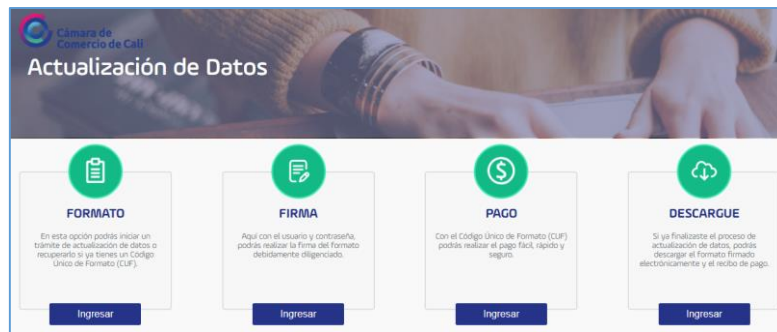 Cámara de
Comercio de Cali
Actualización de Datos
FORMATO
En esta opción podrás iniciar un
trámite de actualización de datos o
recuperarlo si ya tienes un Código
Único de Formato (CUF).
Ingresar
FIRMA
Aquí con el usuario y contraseña,
podrás realizar la firma del formato
debidamente diligenciado.
Ingresar
PAGO
Con el Código Único de Formato (CUF)
podrás realizar el pago fácil, rápido y
seguro.
Ingresar
DESCARGUE
Si ya finalizaste el proceso de
actualización de datos, podrás
descargar el formato firmado
electrónicamente y el recibo de pago.
Ingresar